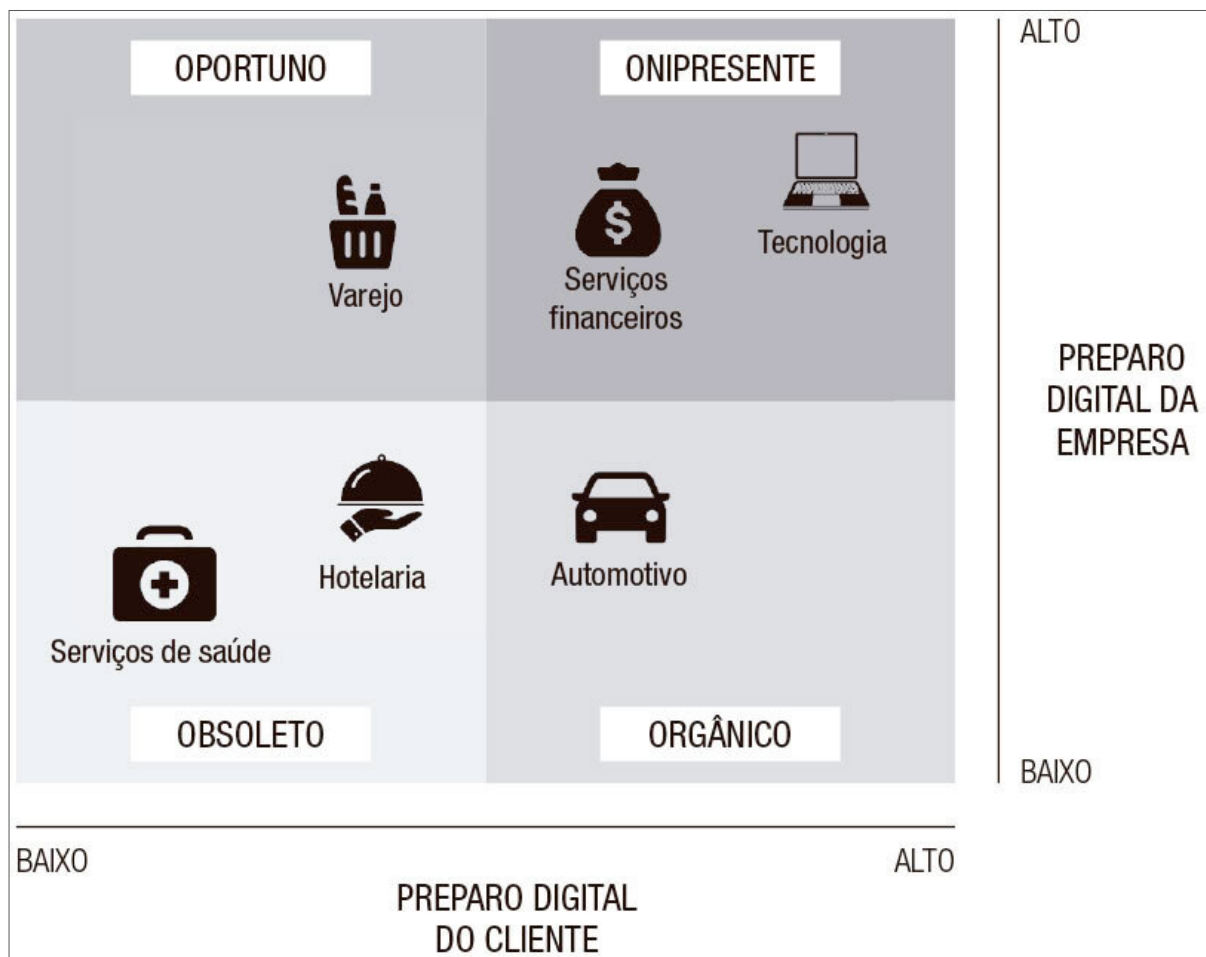 OPORTUNO
ONIPRESENTE
ALTO
$
Varejo
Serviços
financeiros
Tecnologia
PREPARO
DIGITAL DA
EMPRESA
Serviços de saúde
Hotelaria
Automotivo
OBSOLETO
ORGÂNICO
BAIXO
BAIXO
ALTO
PREPARO DIGITAL
DO CLIENTE